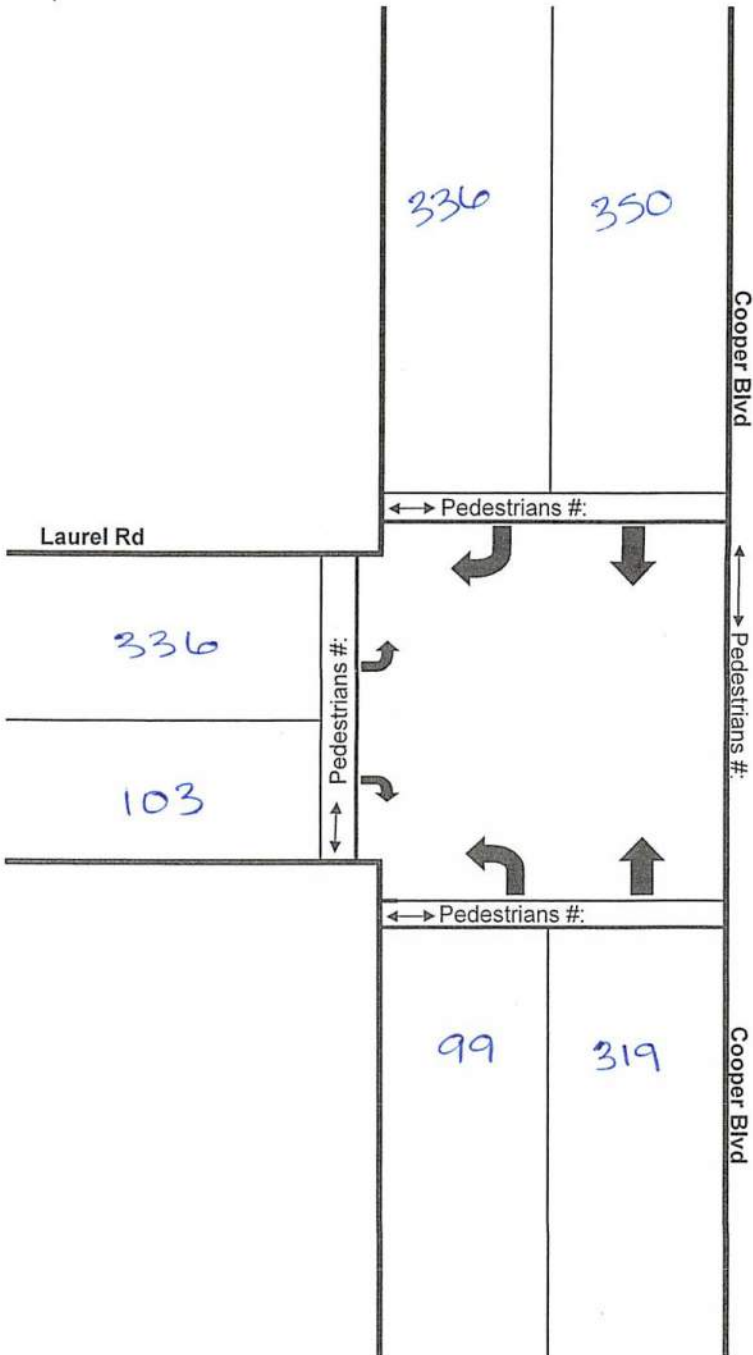 336 350
Cooper Blvd
Pedestrians #:
Laurel Rd
Pedestrians #:
336
Pedestrians #:
103
Pedestrians #:
99 319
Cooper Blvd